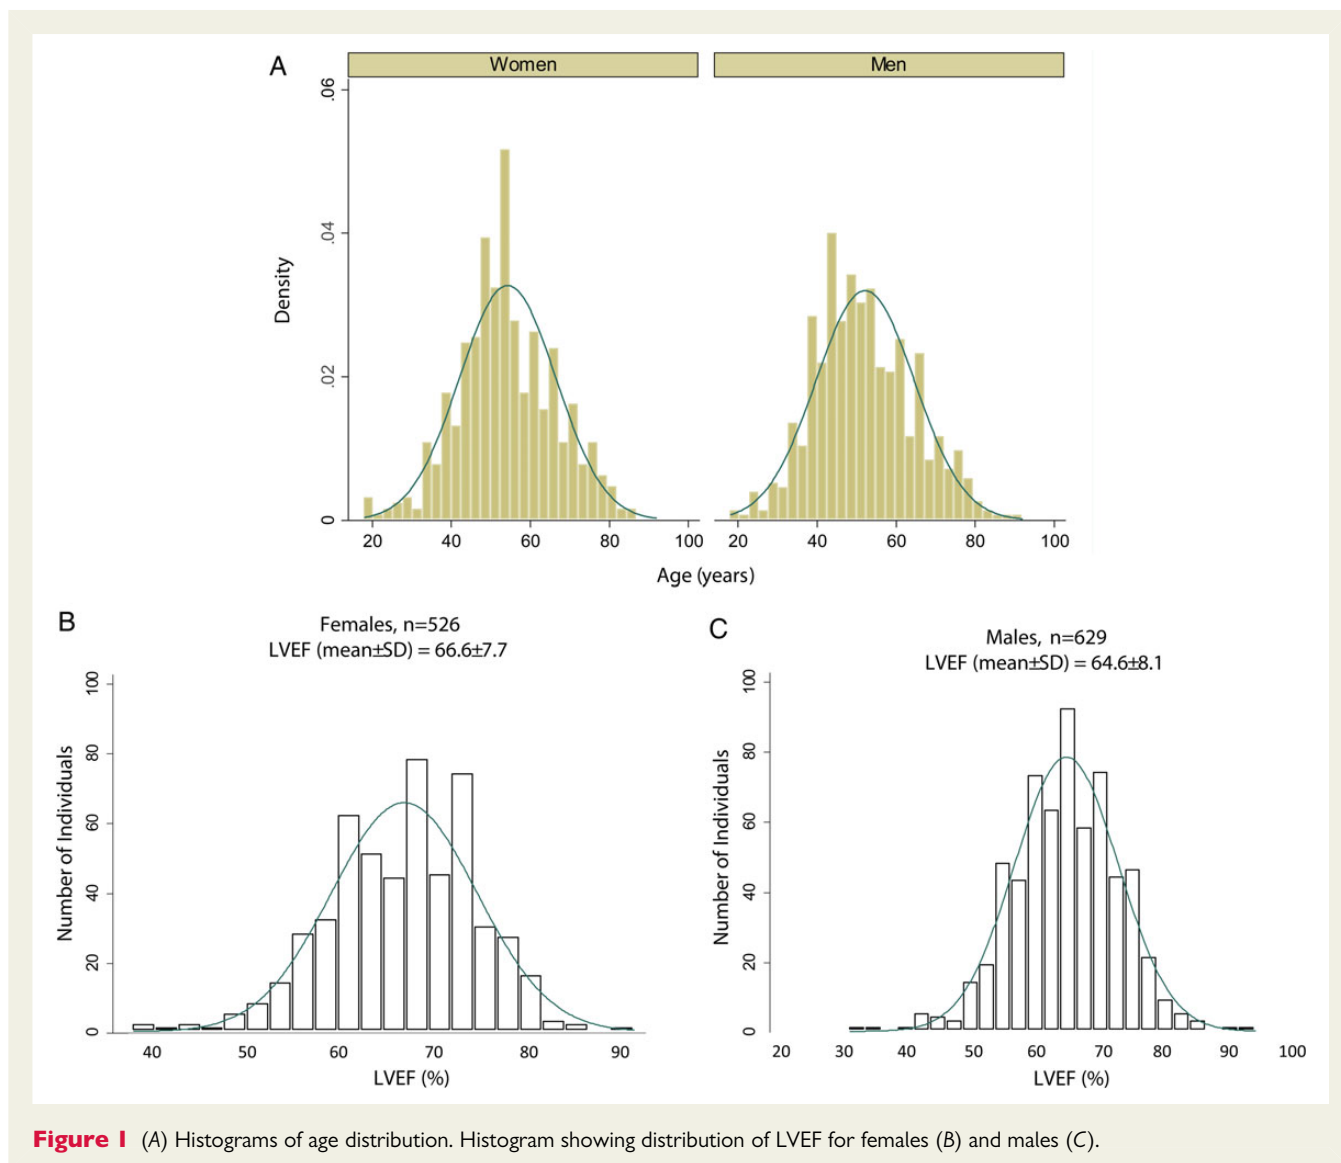 A
Women
Men
.06
.04
.02
0
Density
20 40 60 80 100
20 40 60 80 100
Age (years)
B
Females, n=526
LVEF (mean±SD) = 66.6±7.7
100
80
60
40
20
0
Number of Individuals
40 50 60 70 80 90
LVEF (%)
C
Males, n=629
LVEF (mean±SD) = 64.6±8.1
100
80
60
40
20
0
Number of Individuals
20 30 40 50 60 70 80 90 100
LVEF (%)
Figure 1 (A) Histograms of age distribution. Histogram showing distribution of LVEF for females (B) and males (C).